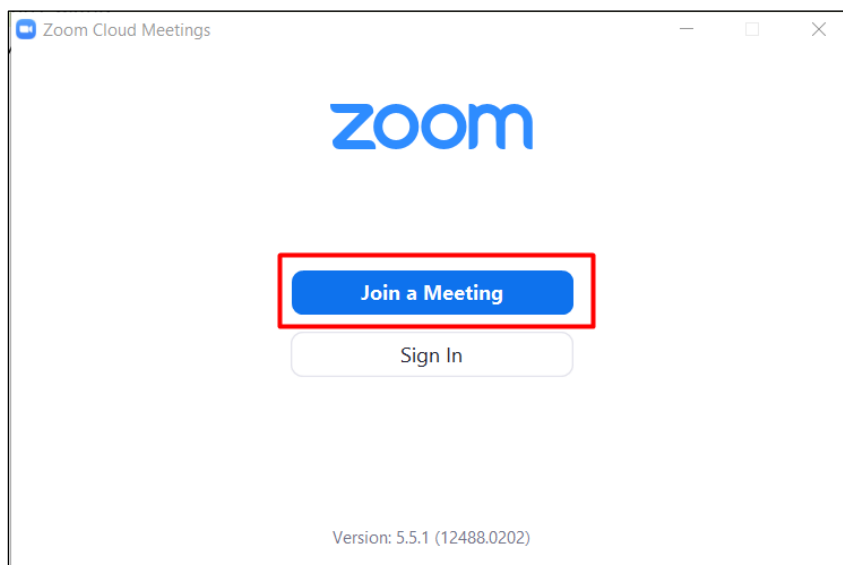 Zoom Cloud Meetings
zoom
Join a Meeting
Sign In
Version: 5.5.1 (12488.0202)